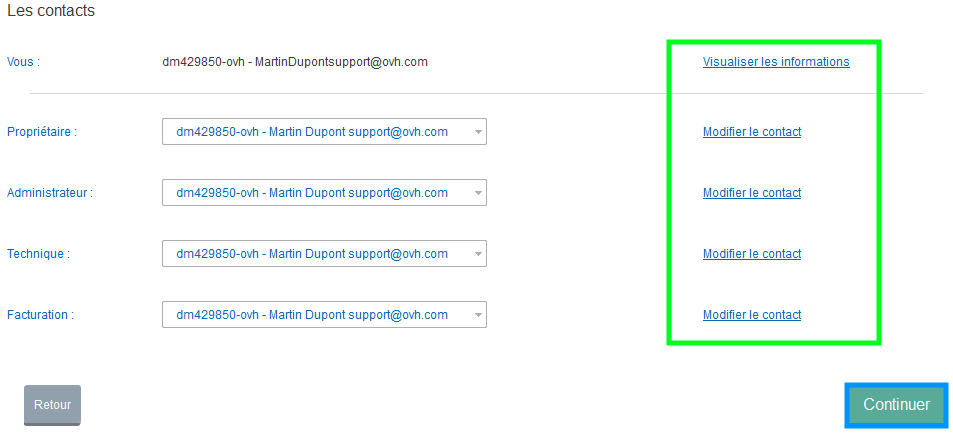 Les contacts
Vous : dm429850-ovh - MartinDupontsupport@ovh.com Visualiser les informations
Propriétaire : dm429850-ovh - Martin Dupont support@ovh.com Modifier le contact
Administrateur : dm429850-ovh - Martin Dupont support@ovh.com Modifier le contact
Technique : dm429850-ovh - Martin Dupont support@ovh.com Modifier le contact
Facturation : dm429850-ovh - Martin Dupont support@ovh.com Modifier le contact
Retour Continuer